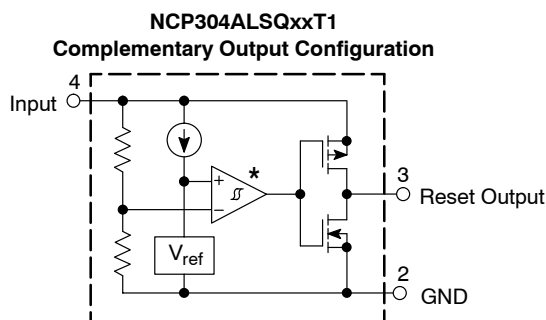 NCP304ALSQxxT1
Complementary Output Configuration
4
Input
*
+
−
3
Reset Output
Vref
2
GND